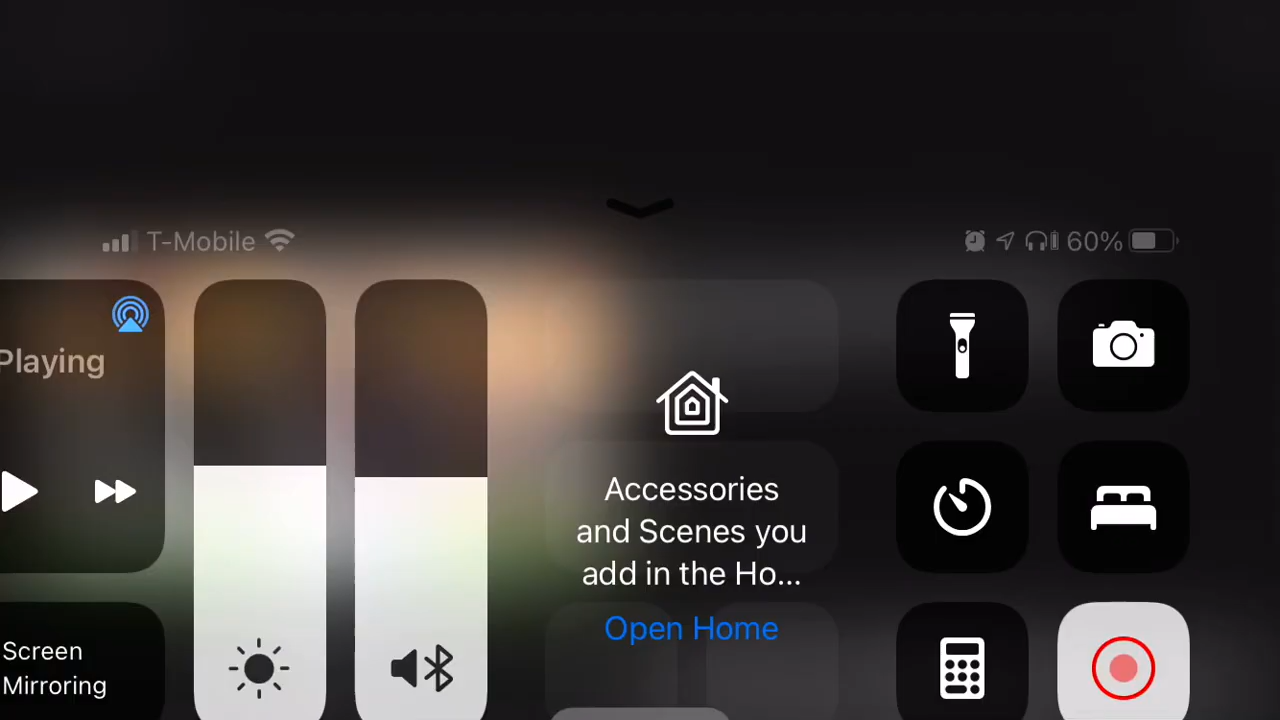 T-Mobile
60%
Playing
Accessories
and Scenes you
add in the Ho...
Open Home
Screen
Mirroring